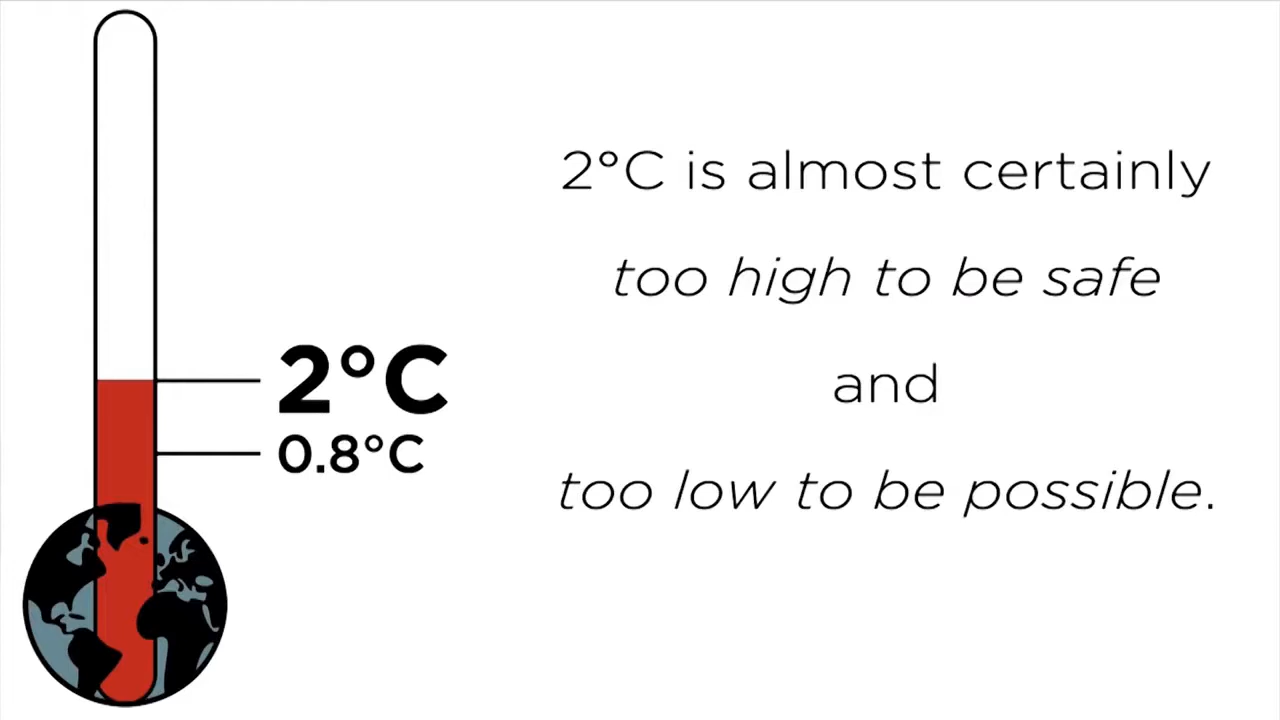 2°C
0.8°C
2°C is almost certainly
too high to be safe
and
too low to be possible.